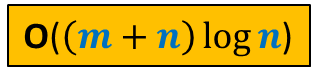 O((m + n) log n)